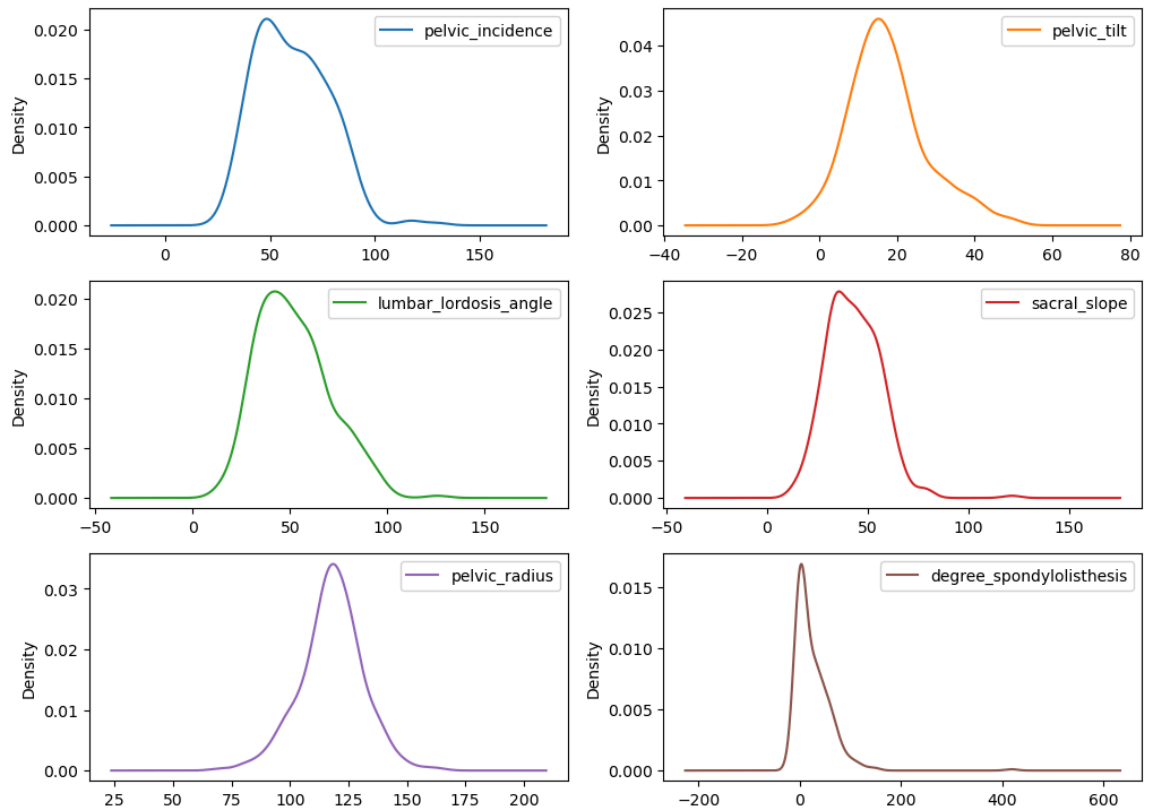 pelvic_incidence
Density
0.020
0.015
0.010
0.005
0.000
0 50 100 150
pelvic_tilt
Density
0.04
0.03
0.02
0.01
0.00
−40 −20 0 20 40 60 80
lumbar_lordosis_angle
Density
0.020
0.015
0.010
0.005
0.000
−50 0 50 100 150
sacral_slope
Density
0.025
0.020
0.015
0.010
0.005
0.000
−50 0 50 100 150
pelvic_radius
Density
0.03
0.02
0.01
0.00
25 50 75 100 125 150 175 200
degree_spondylolisthesis
Density
0.015
0.010
0.005
0.000
−200 0 200 400 600